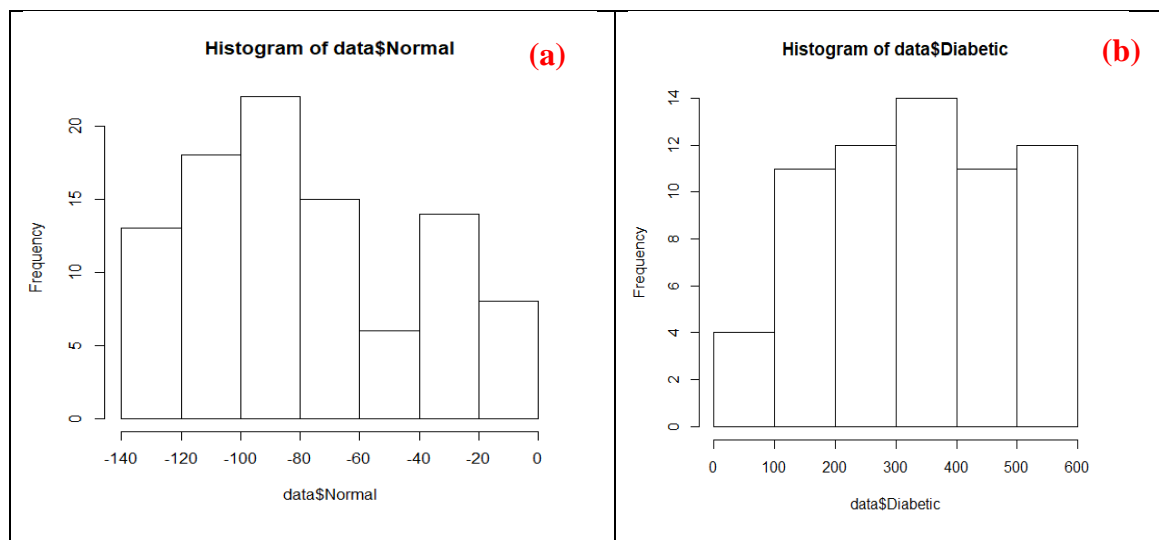 Histogram of data$Normal
(a)
20
15
10
5
0
Frequency
-140 -120 -100 -80 -60 -40 -20 0
data$Normal
Histogram of data$Diabetic
(b)
14
12
10
8
6
4
2
0
Frequency
0 100 200 300 400 500 600
data$Diabetic